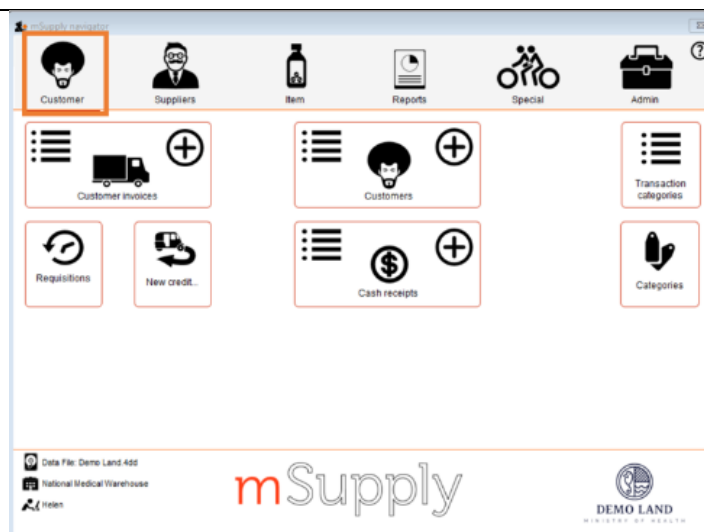 mSupply navigator
Customer
Suppliers
Item
Reports
Special
Admin
Customer invoices
Customers
Transaction
categories
Requisitions
New credit...
Cash receipts
Categories
Data File: Demo Land.4dd
National Medical Warehouse
Helen
mSupply
DEMO LAND
MINISTRY OF HEALTH